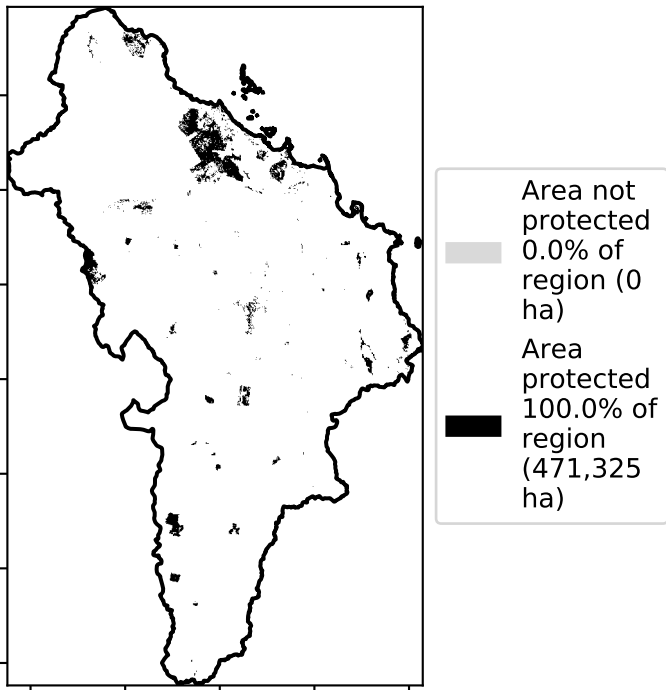 Area not
protected
0.0% of
region (0
ha)
Area
protected
100.0% of
region
(471,325
ha)